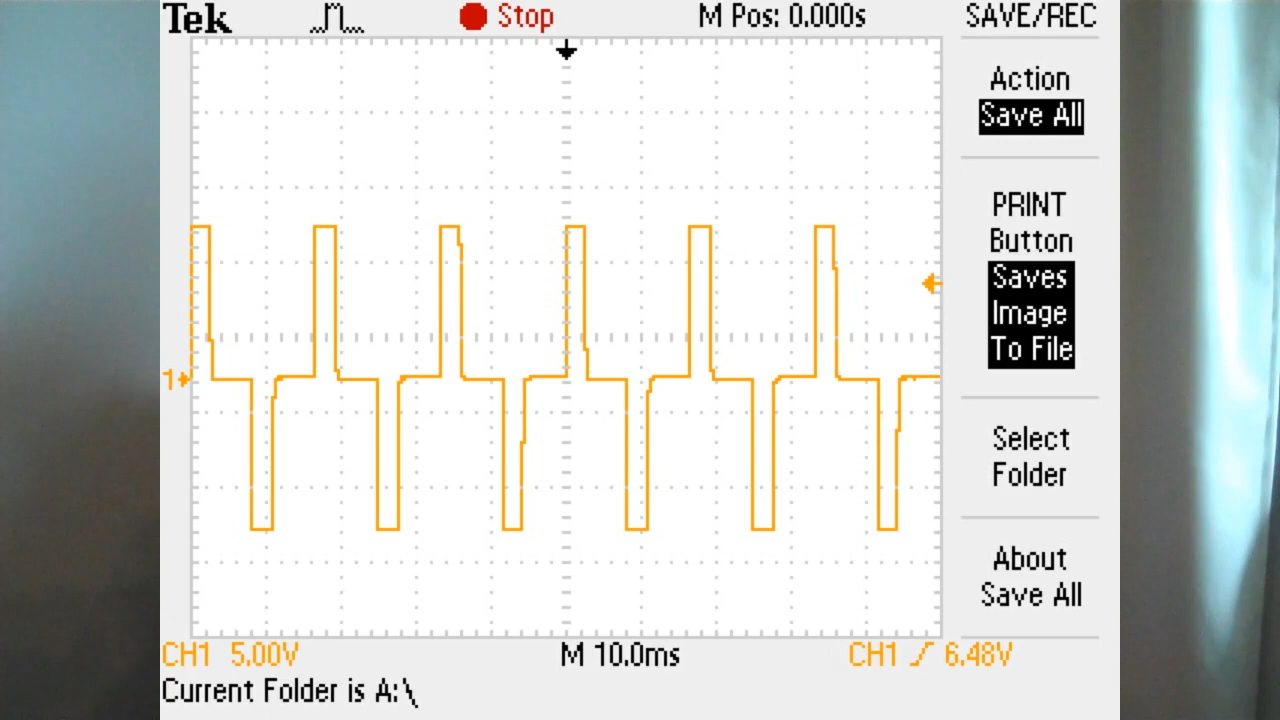 Tek Stop M Pos: 0.000s SAVE/REC
Action
Save All
PRINT
Button
Saves
Image
To File
Select
Folder
About
Save All
1
CH1 5.00V M 10.0ms CH1 6.48V
Current Folder is A:\